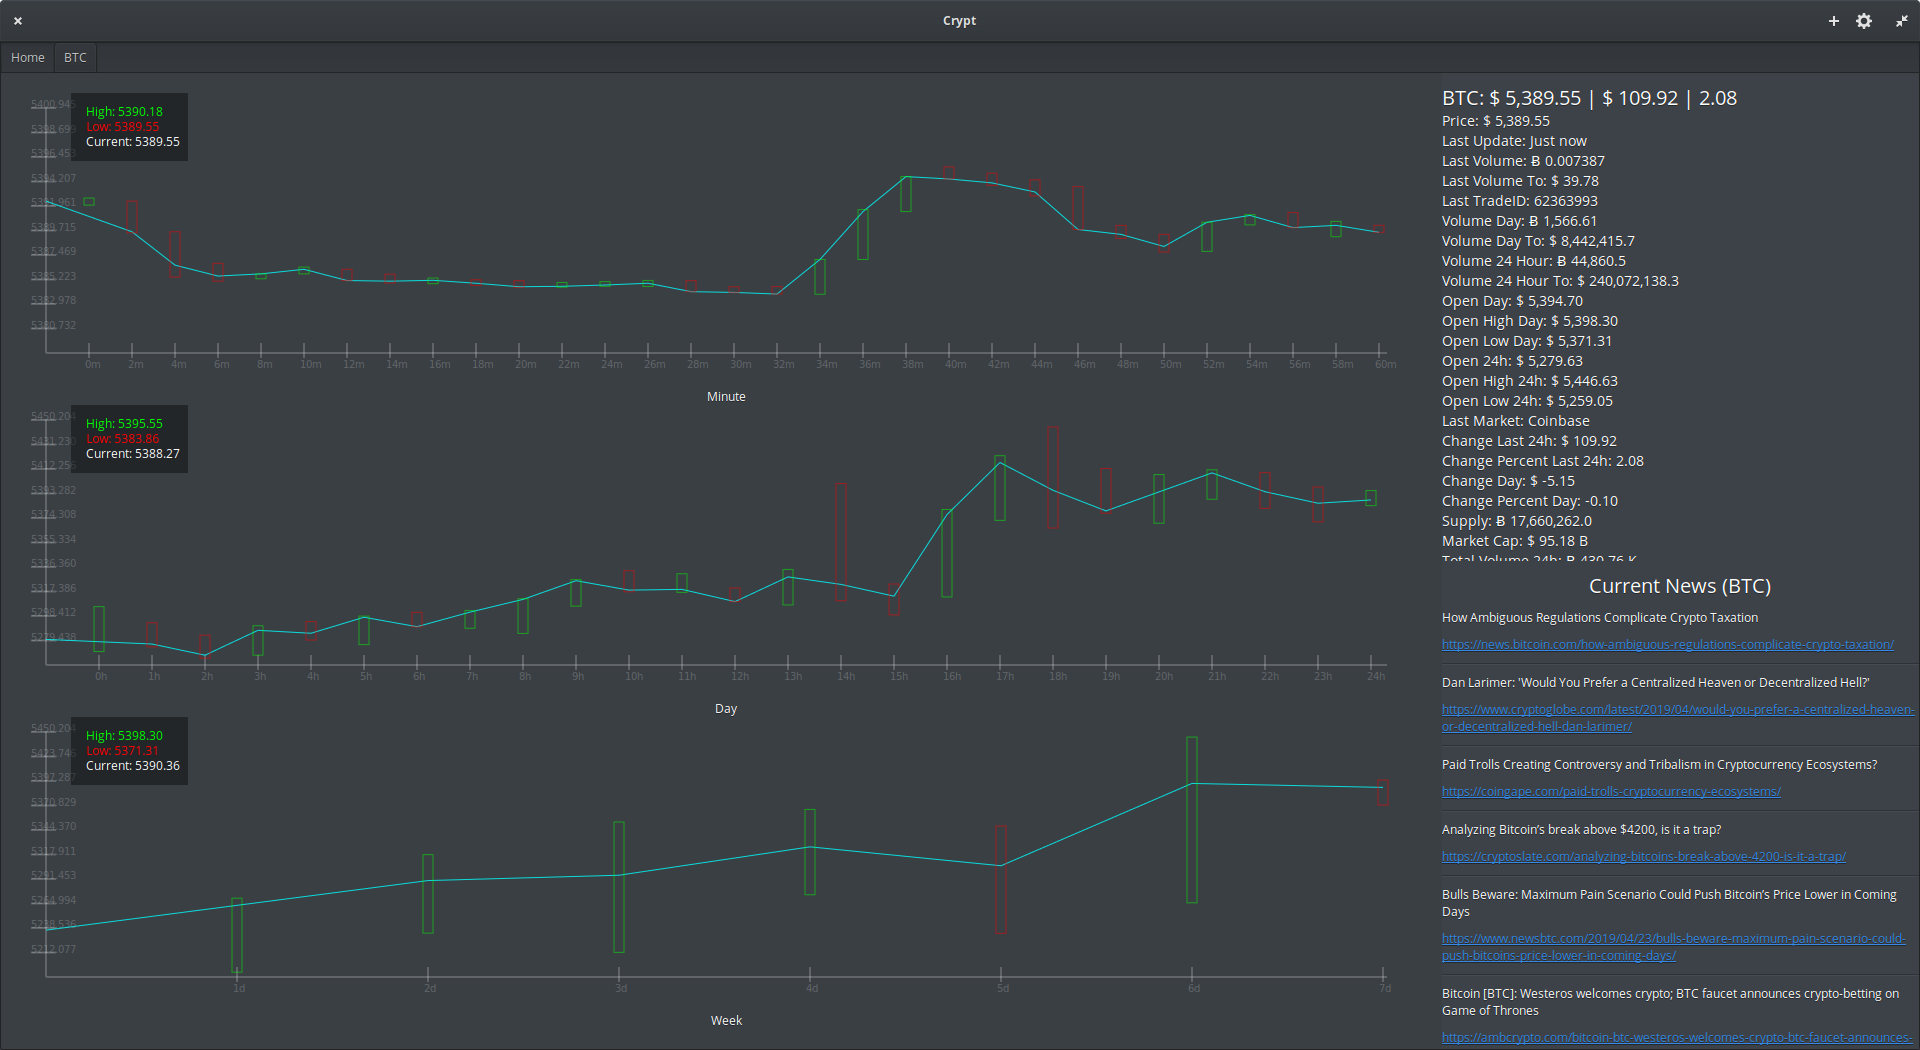 Crypt
Home
BTC
5400.945
5398.699
5396.453
5394.207
5391.961
5389.715
5387.469
5385.223
5382.978
5380.732
High: 5390.18
Low: 5389.55
Current: 5389.55
0m 2m 4m 6m 8m 10m 12m 14m 16m 18m 20m 22m 24m 26m 28m 30m 32m 34m 36m 38m 40m 42m 44m 46m 48m 50m 52m 54m 56m 58m 60m
Minute
5450.204
5431.230
5412.256
5393.282
5374.308
5355.334
5336.360
5317.386
5298.412
5279.438
High: 5395.55
Low: 5383.86
Current: 5388.27
0h 1h 2h 3h 4h 5h 6h 7h 8h 9h 10h 11h 12h 13h 14h 15h 16h 17h 18h 19h 20h 21h 22h 23h 24h
Day
5450.204
5423.746
5397.287
5370.829
5344.370
5317.911
5291.453
5264.994
5238.536
5212.077
High: 5398.30
Low: 5371.31
Current: 5390.36
1d 2d 3d 4d 5d 6d 7d
Week
BTC: $ 5,389.55 | $ 109.92 | 2.08
Price: $ 5,389.55
Last Update: Just now
Last Volume: Ƀ 0.007387
Last Volume To: $ 39.78
Last TradeID: 62363993
Volume Day: Ƀ 1,566.61
Volume Day To: $ 8,442,415.7
Volume 24 Hour: Ƀ 44,860.5
Volume 24 Hour To: $ 240,072,138.3
Open Day: $ 5,394.70
Open High Day: $ 5,398.30
Open Low Day: $ 5,371.31
Open 24h: $ 5,279.63
Open High 24h: $ 5,446.63
Open Low 24h: $ 5,259.05
Last Market: Coinbase
Change Last 24h: $ 109.92
Change Percent Last 24h: 2.08
Change Day: $ -5.15
Change Percent Day: -0.10
Supply: Ƀ 17,660,262.0
Market Cap: $ 95.18 B
Total Volume 24h: Ƀ 430.76 K
Current News (BTC)
How Ambiguous Regulations Complicate Crypto Taxation
https://news.bitcoin.com/how-ambiguous-regulations-complicate-crypto-taxation/
Dan Larimer: 'Would You Prefer a Centralized Heaven or Decentralized Hell?'
https://www.cryptoglobe.com/latest/2019/04/would-you-prefer-a-centralized-heaven-
or-decentralized-hell-dan-larimer/
Paid Trolls Creating Controversy and Tribalism in Cryptocurrency Ecosystems?
https://coingape.com/paid-trolls-cryptocurrency-ecosystems/
Analyzing Bitcoin’s break above $4200, is it a trap?
https://cryptoslate.com/analyzing-bitcoins-break-above-4200-is-it-a-trap/
Bulls Beware: Maximum Pain Scenario Could Push Bitcoin’s Price Lower in Coming
Days
https://www.newsbtc.com/2019/04/23/bulls-beware-maximum-pain-scenario-could-
push-bitcoins-price-lower-in-coming-days/
Bitcoin [BTC]: Westeros welcomes crypto; BTC faucet announces crypto-betting on
Game of Thrones
https://ambcrypto.com/bitcoin-btc-westeros-welcomes-crypto-btc-faucet-announces-